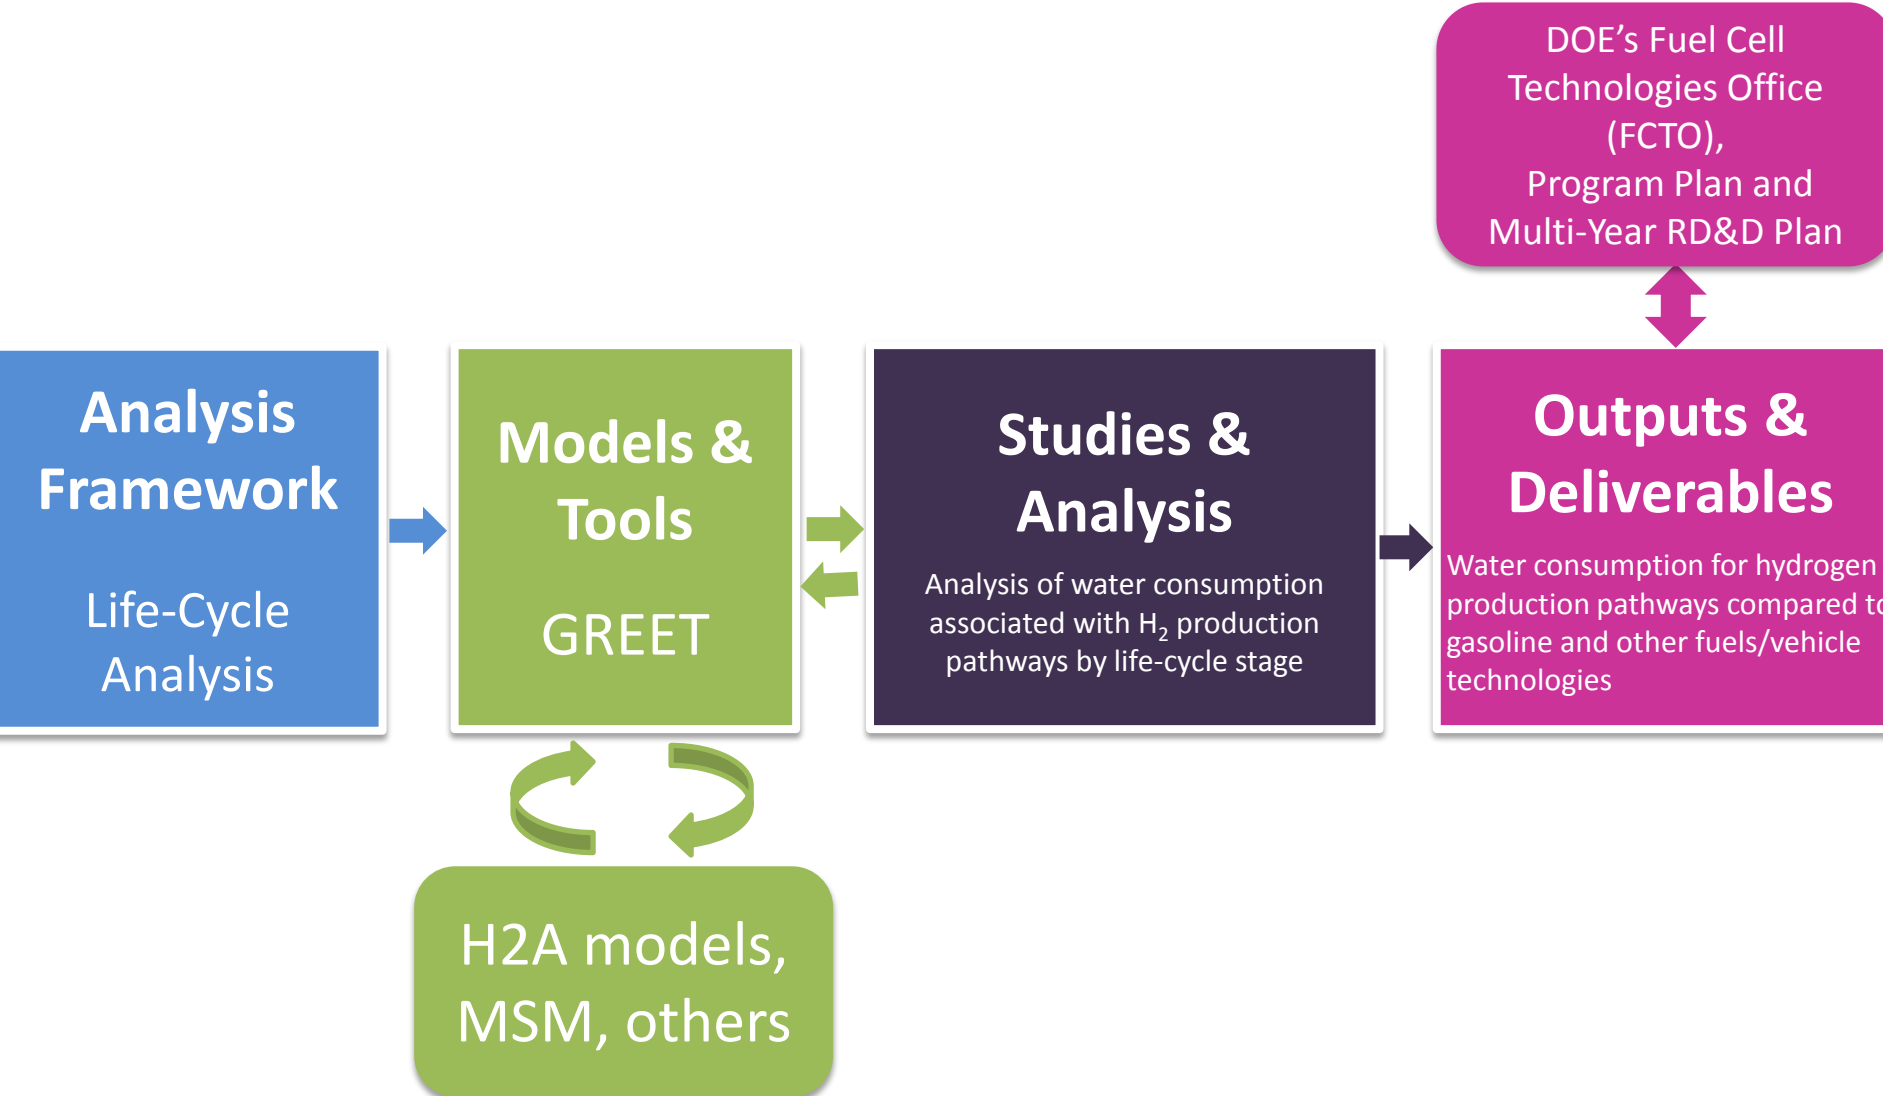 DOE’s Fuel Cell
Technologies Office
(FCTO),
Program Plan and
Multi-Year RD&D Plan
Analysis
Framework
Life-Cycle
Analysis
Models &
Tools
GREET
Studies &
Analysis
Analysis of water consumption
associated with H₂ production
pathways by life-cycle stage
Outputs &
Deliverables
Water consumption for hydrogen
production pathways compared to
gasoline and other fuels/vehicle
technologies
H2A models,
MSM, others